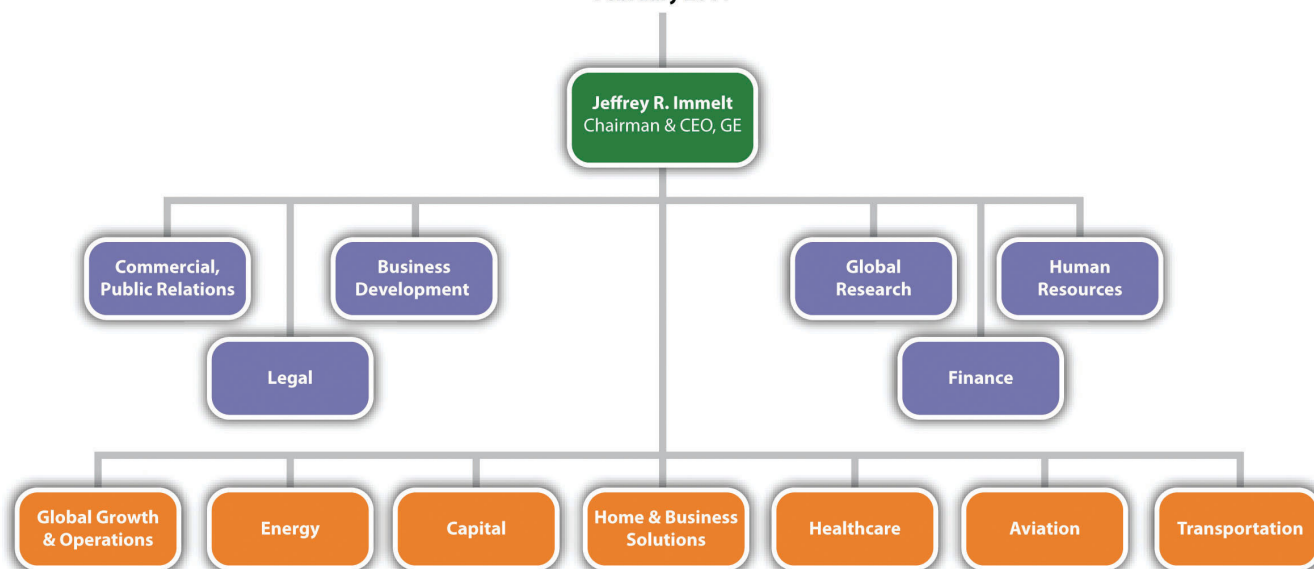 Jeffrey R. Immelt
Chairman & CEO, GE
Commercial,
Public Relations
Business
Development
Global
Research
Human
Resources
Legal
Finance
Global Growth
& Operations
Energy
Capital
Home & Business
Solutions
Healthcare
Aviation
Transportation